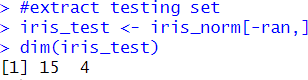 > #extract testing set
> iris_test <- iris_norm[-ran,]
> dim(iris_test)
[1] 15  4